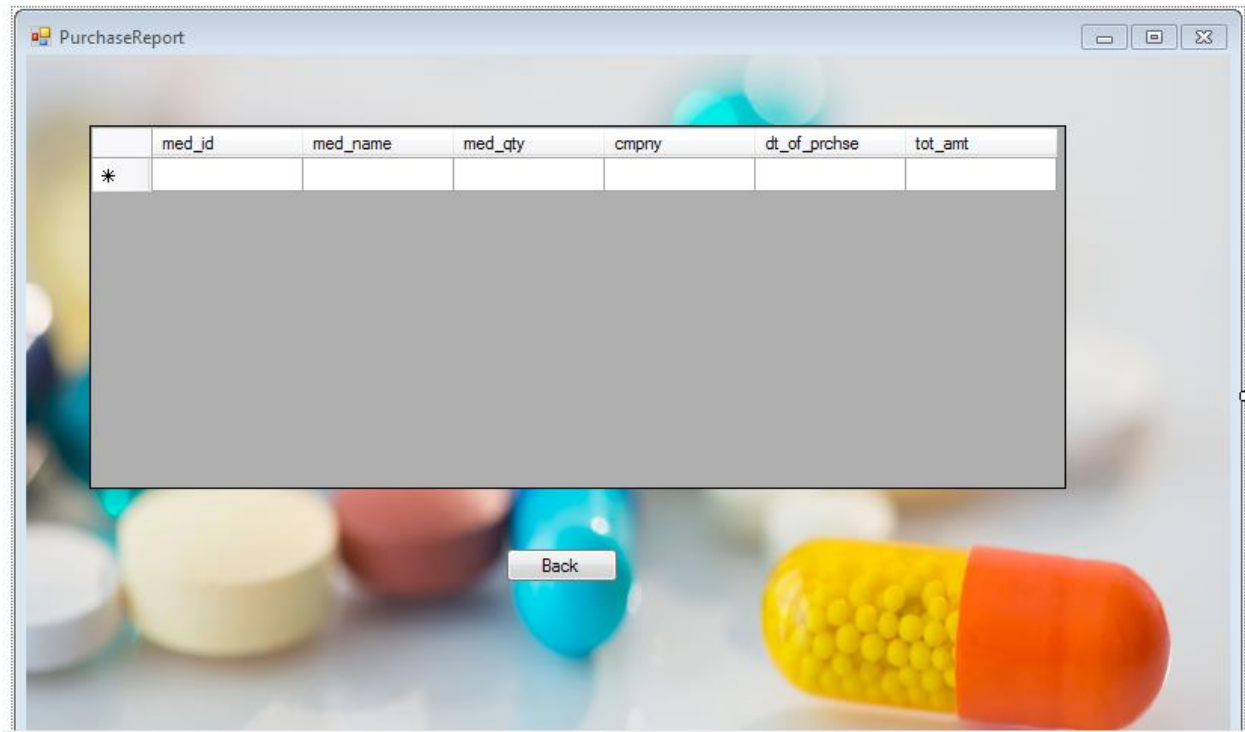 PurchaseReport
med_id med_name med_qty cmpny dt_of_prchse tot_amt
Back